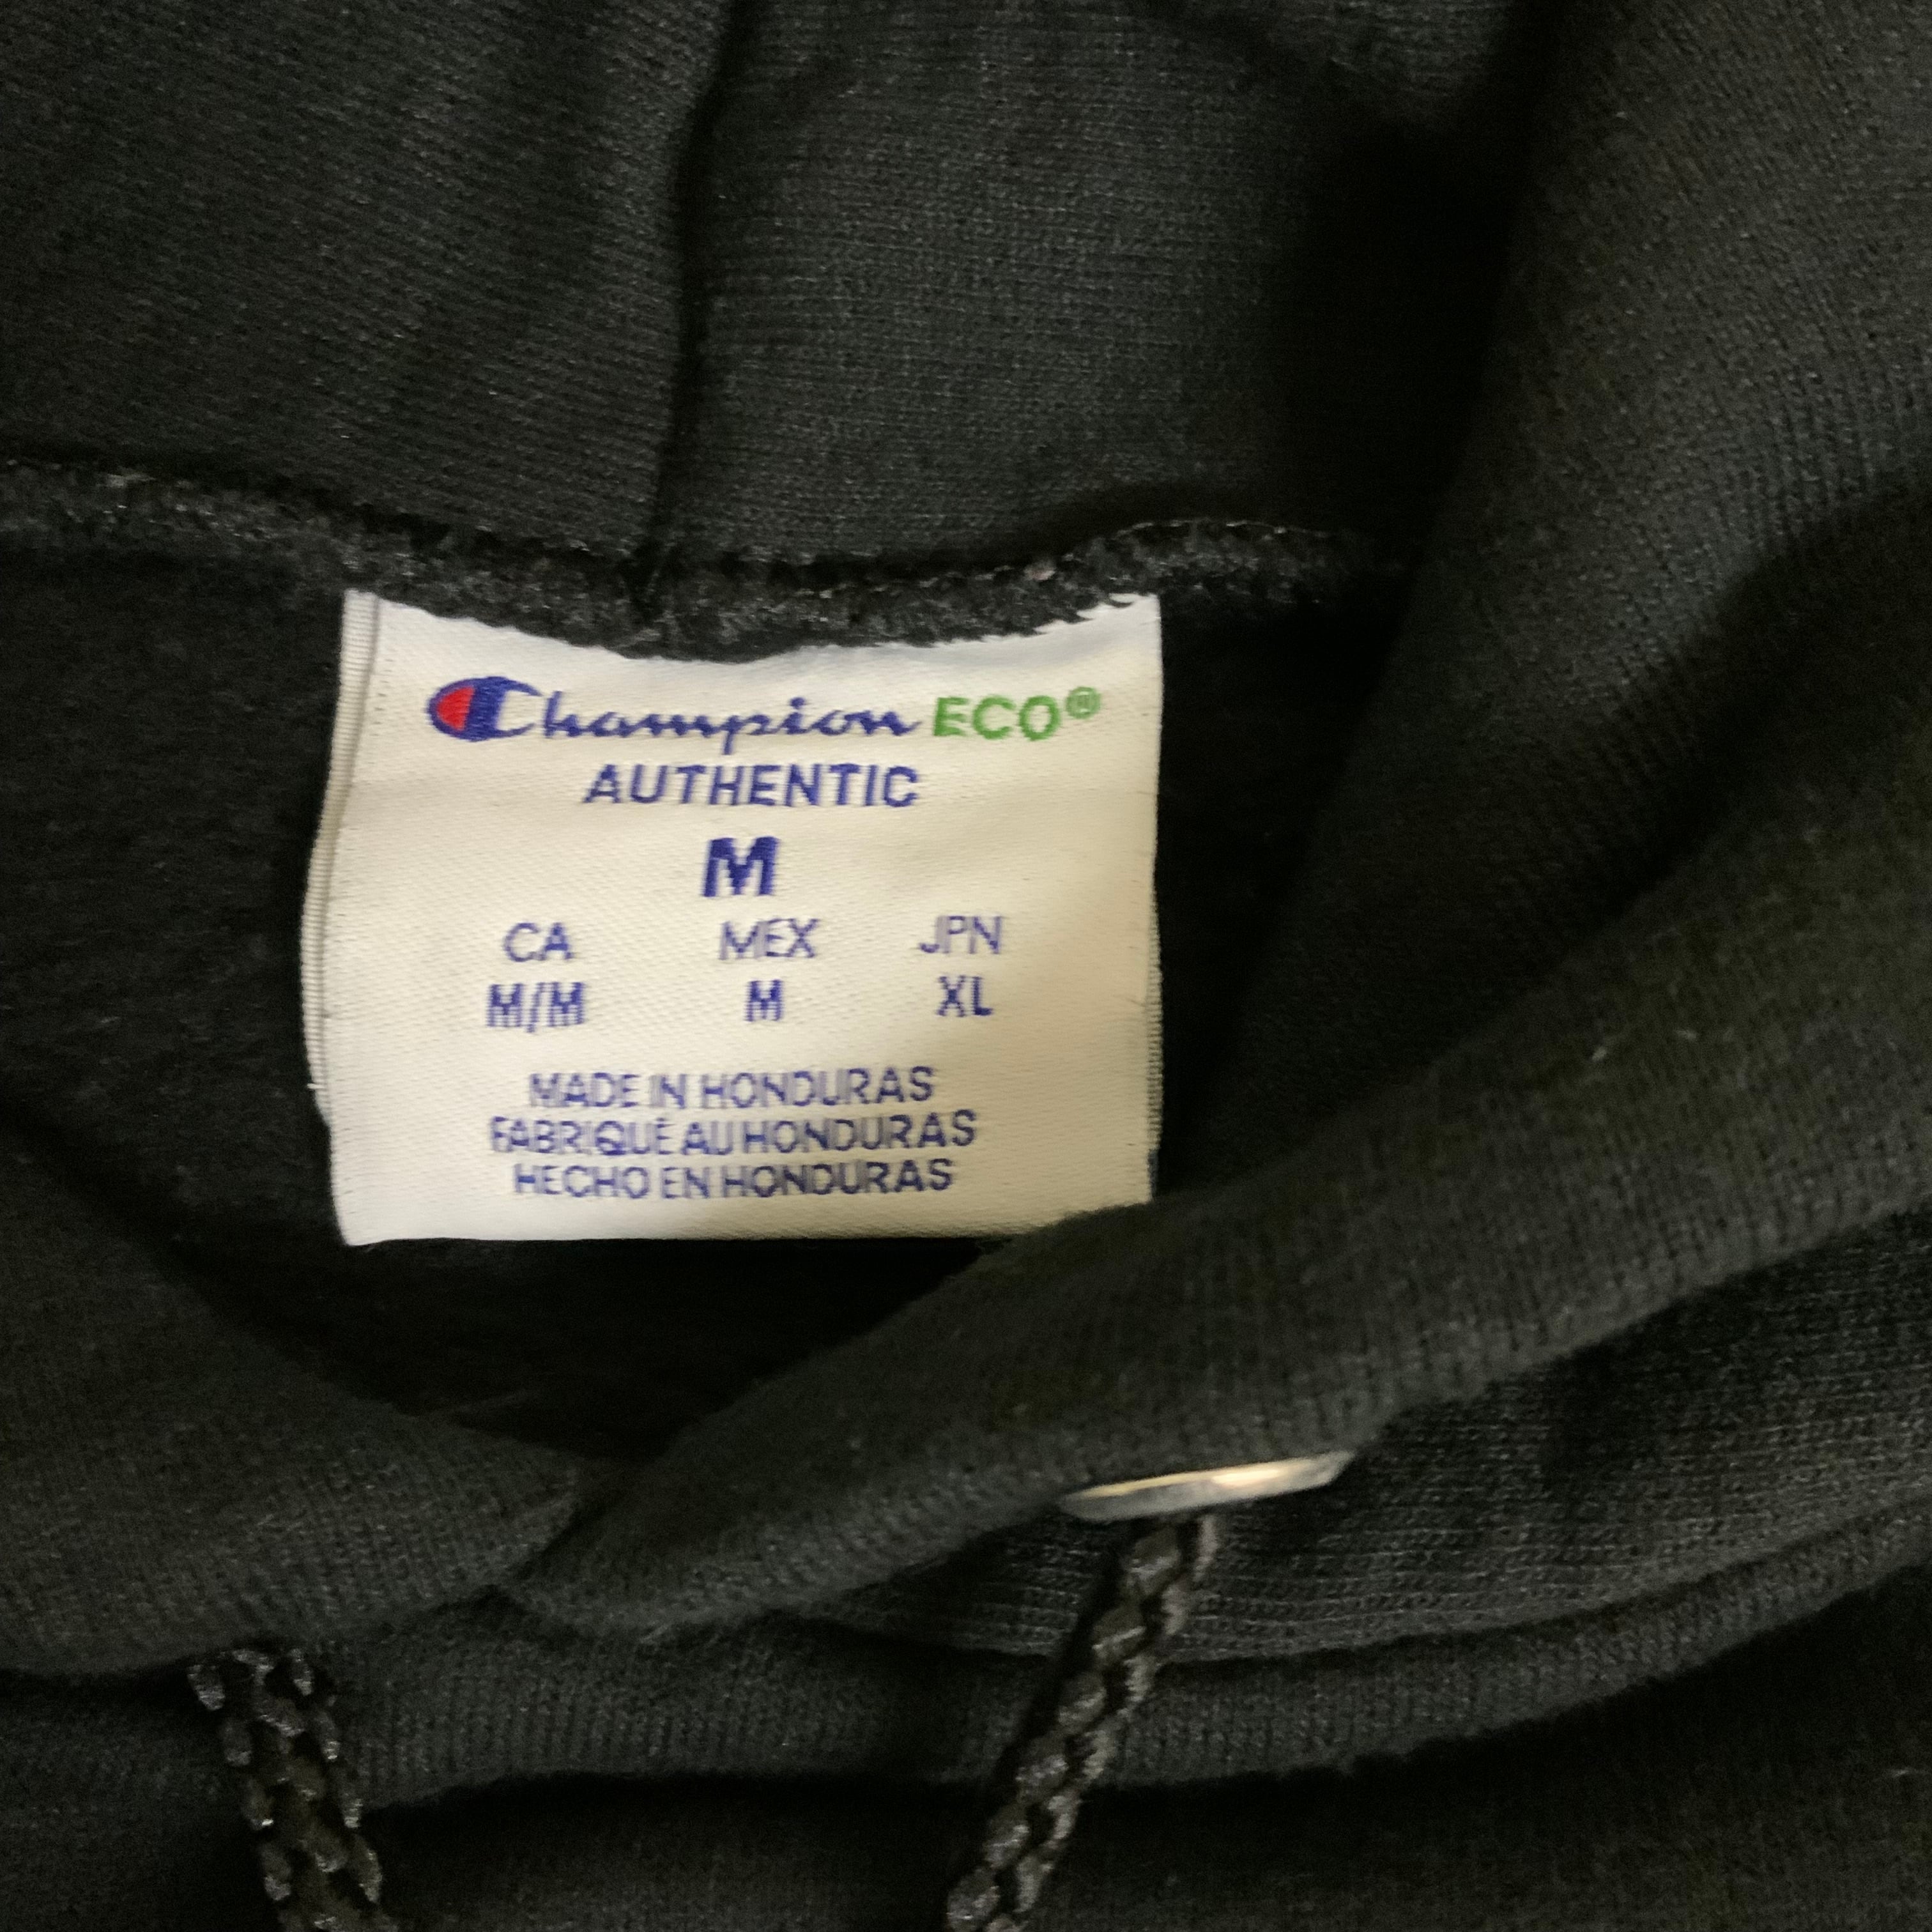 Champion ECO®
AUTHENTIC
M
CA MEX JPN
M/M M XL
MADE IN HONDURAS
FABRIQUÉ AU HONDURAS
HECHO EN HONDURAS